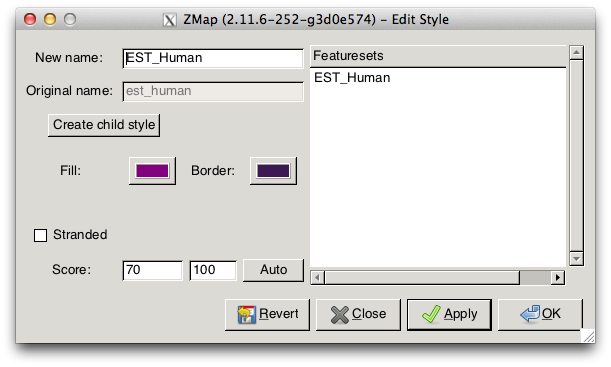 ZMap (2.11.6-252-g3d0e574) - Edit Style
New name: EST_Human
Original name: est_human
Create child style
Fill: Border:
Stranded
Score: 70 100 Auto
Featuresets
EST_Human
Revert Close Apply OK